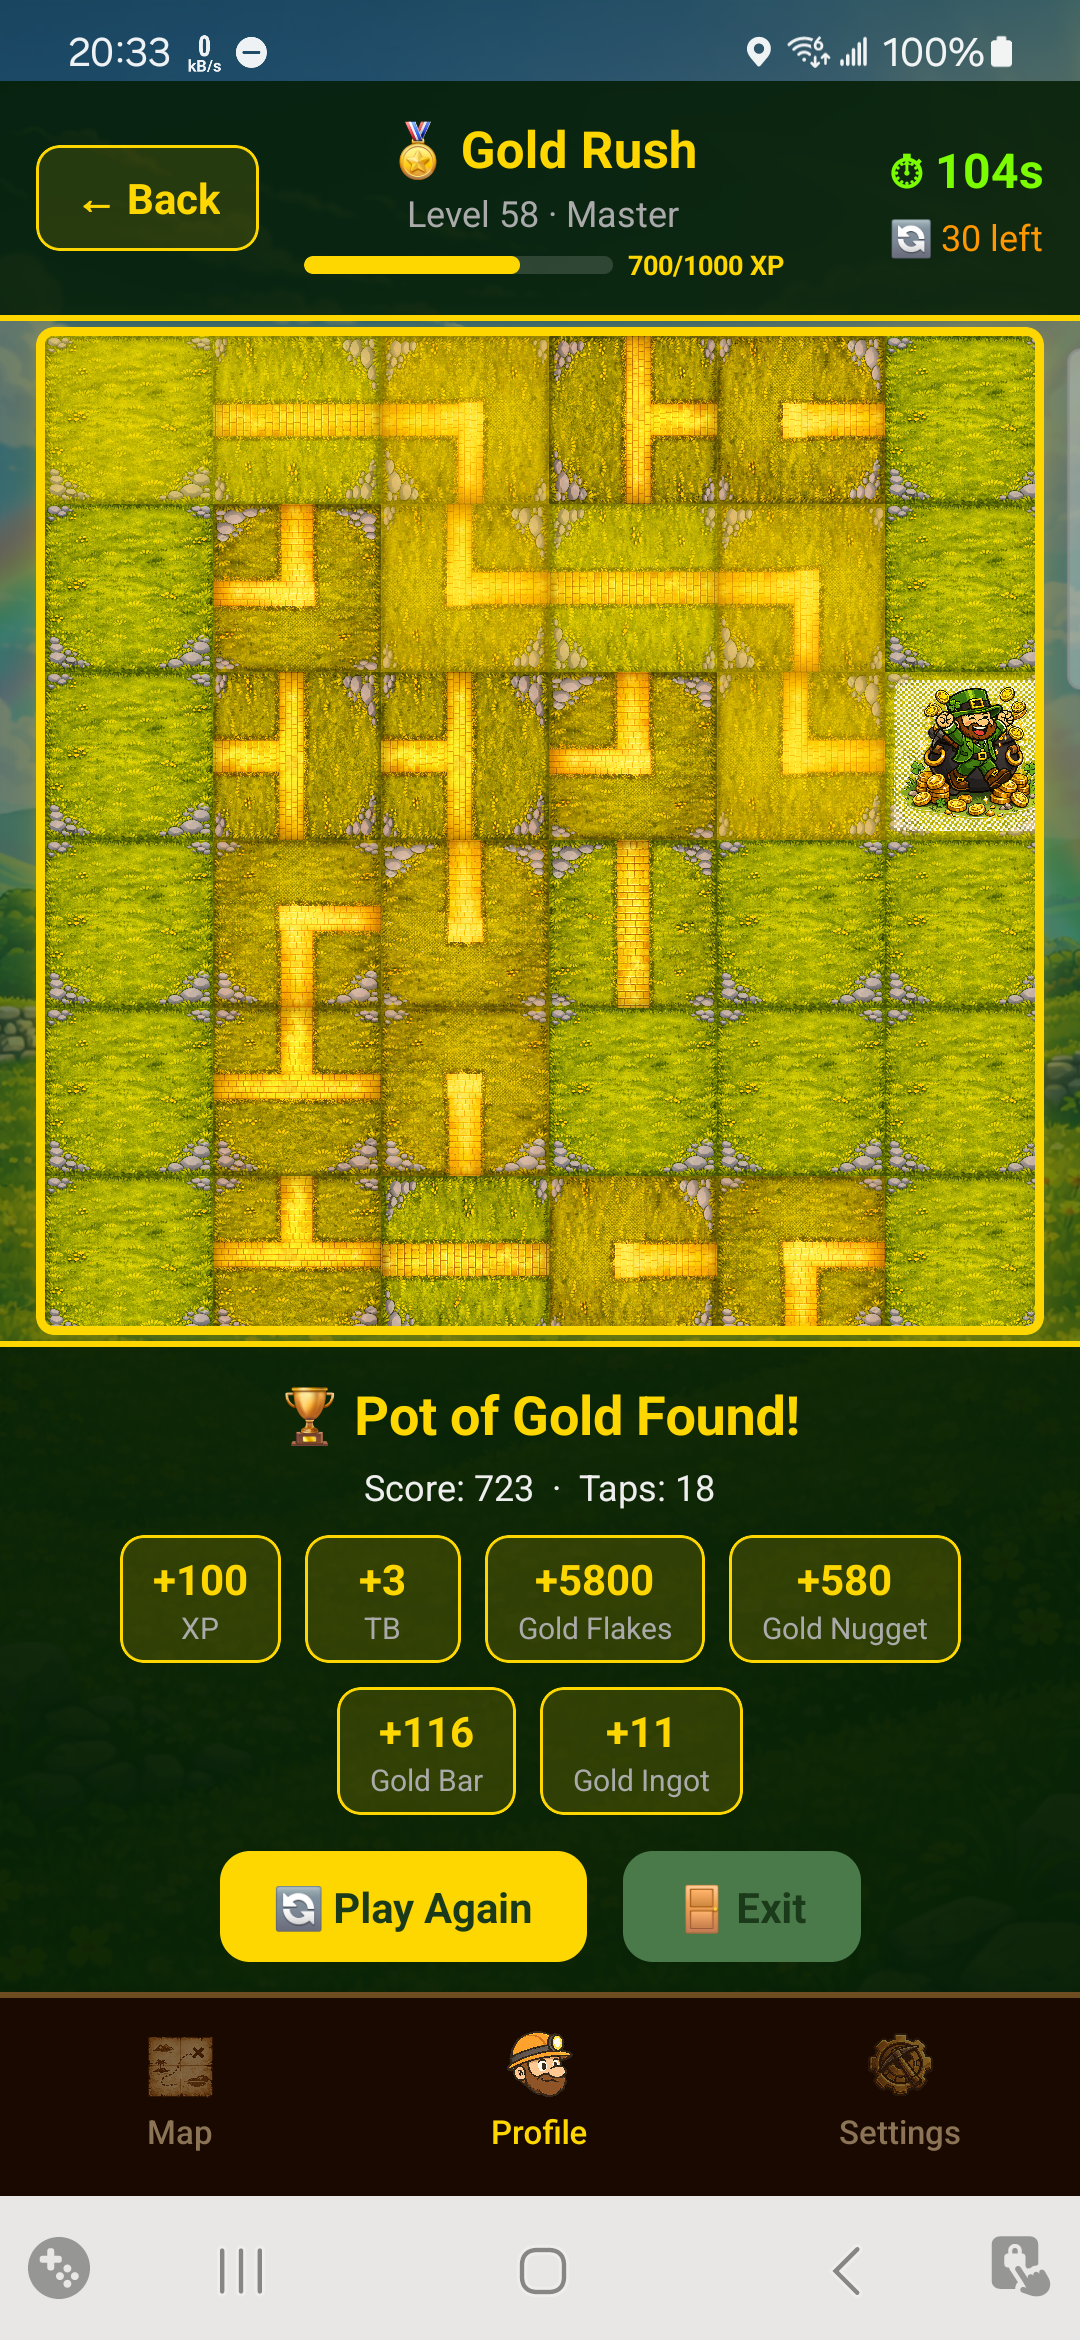 20:33 0 kB/s 6 100%
Gold Rush
← Back
Level 58 · Master
700/1000 XP
104s
30 left
Pot of Gold Found!
Score: 723 · Taps: 18
+100 XP
+3 TB
+5800 Gold Flakes
+580 Gold Nugget
+116 Gold Bar
+11 Gold Ingot
Play Again
Exit
Map
Profile
Settings